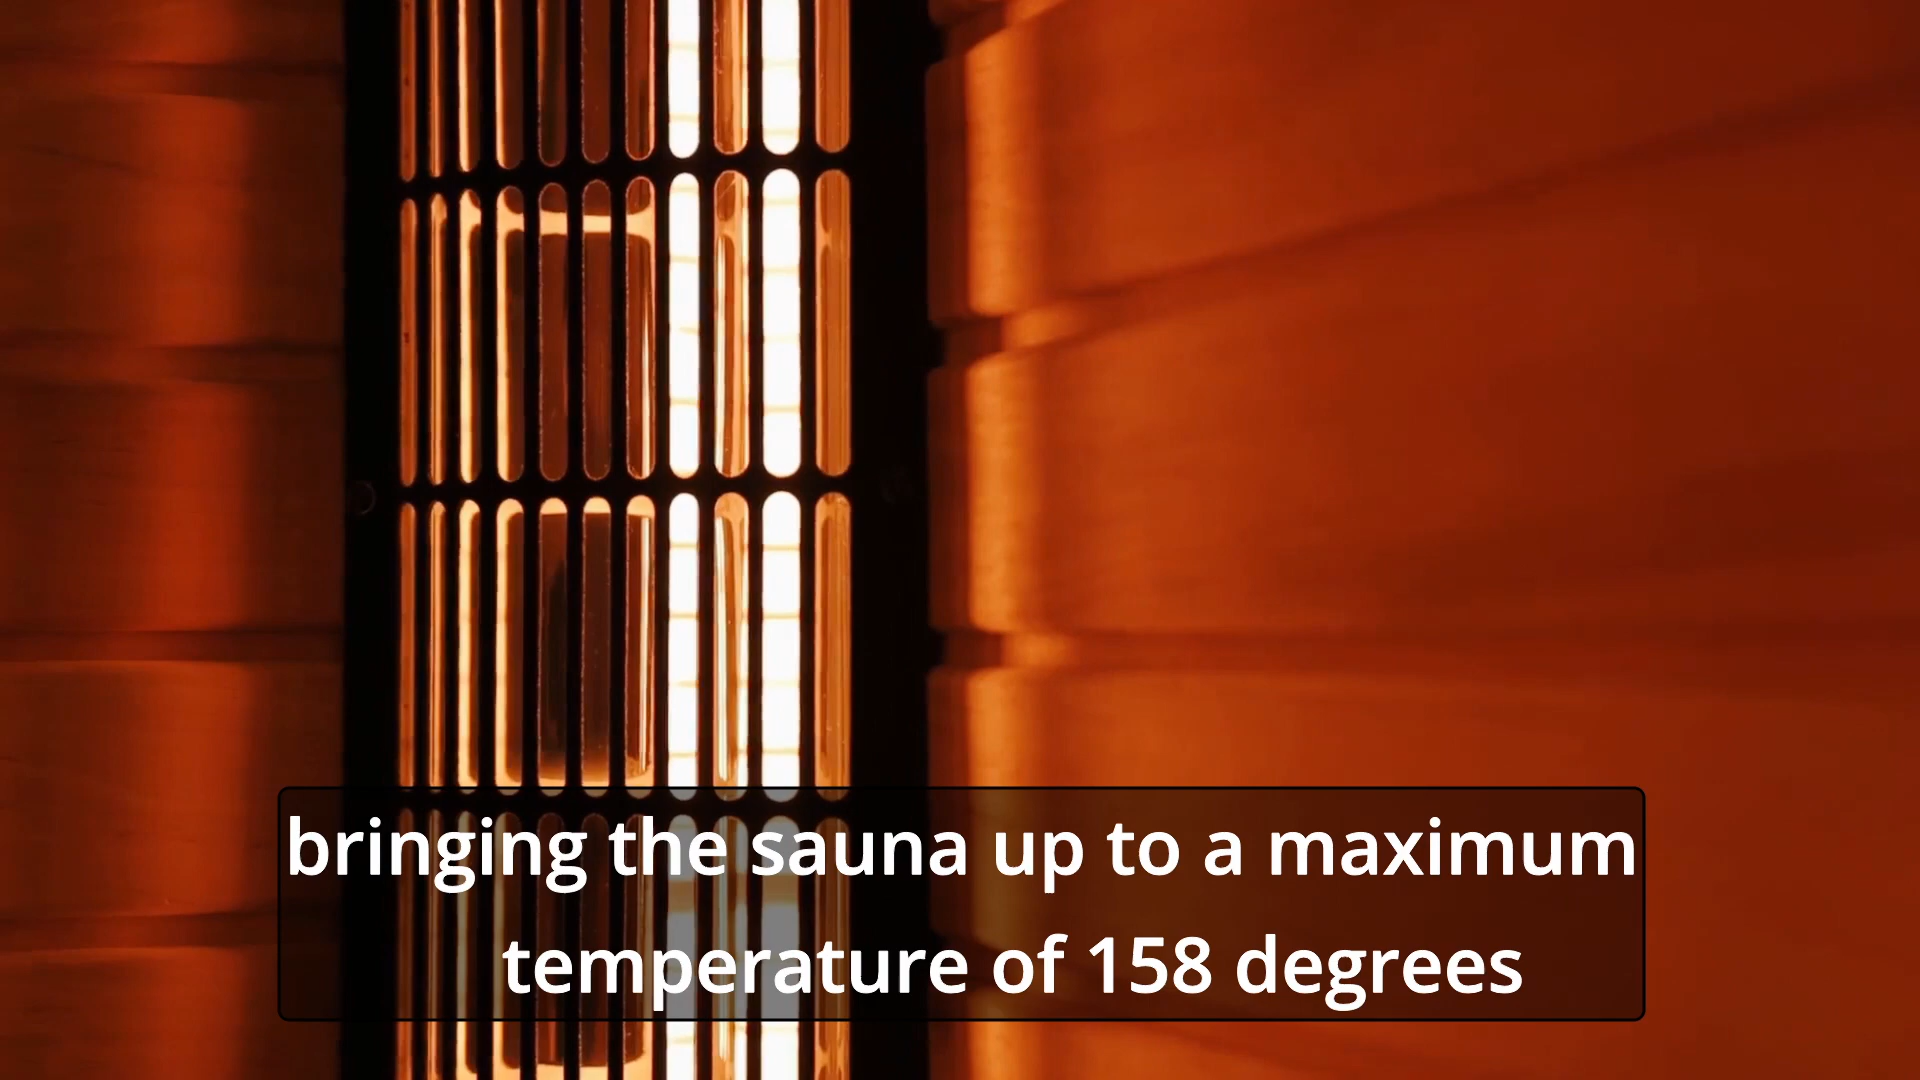 bringing the sauna up to a maximum
temperature of 158 degrees